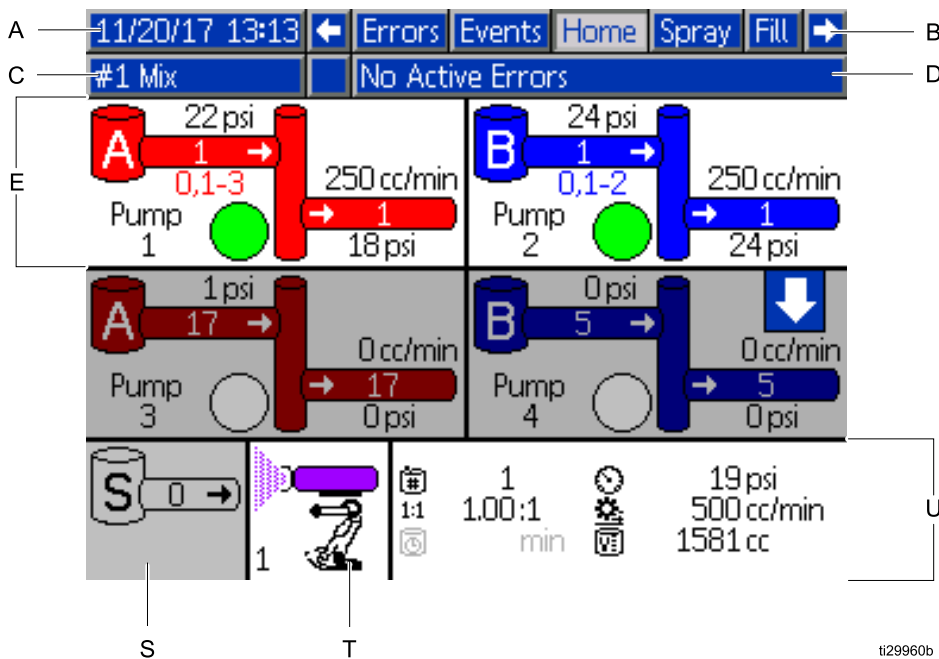 A
11/20/17 13:13 Errors Events Home Spray Fill
B
C
#1 Mix No Active Errors
D
E
A
22 psi
1
0,1-3
250 cc/min
Pump
1
1
18 psi
B
24 psi
1
0,1-2
250 cc/min
Pump
2
1
24 psi
A
1 psi
17
0 cc/min
Pump
3
17
0 psi
B
0 psi
5
0 cc/min
Pump
4
5
0 psi
S
0
1
# 1
1:1 1.00:1
min
19 psi
500 cc/min
V: 1581 cc
U
S
T
ti29960b